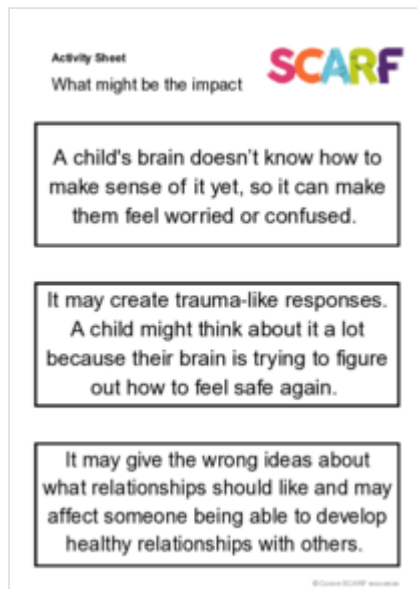 Activity Sheet
SCARF
What might be the impact
A child's brain doesn't know how to
make sense of it yet, so it can make
them feel worried or confused.
It may create trauma-like responses.
A child might think about it a lot
because their brain is trying to figure
out how to feel safe again.
It may give the wrong ideas about
what relationships should like and may
affect someone being able to develop
healthy relationships with others.
SCARF